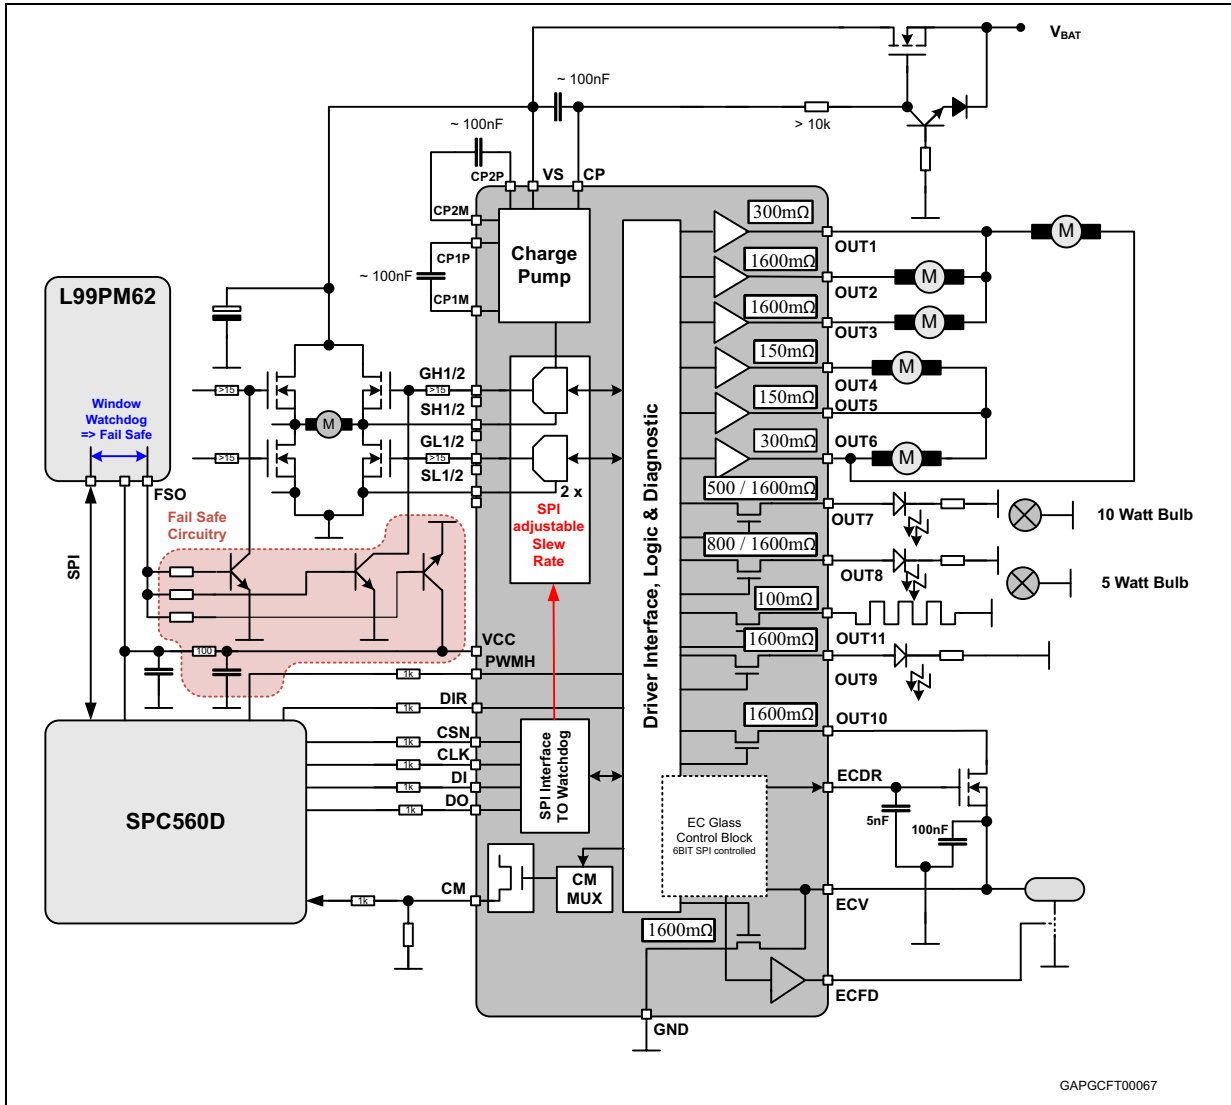 V_BAT
~ 100nF
> 10k
~ 100nF
CP2P
VS
CP
CP2M
CP1P
~ 100nF
CP1M
Charge
Pump
300mΩ
OUT1
M
1600mΩ
OUT2
M
1600mΩ
OUT3
M
150mΩ
OUT4
M
150mΩ
OUT5
300mΩ
OUT6
M
L99PM62
Window
Watchdog
=> Fail Safe
FSO
SPI
>15
>15
GH1/2
SH1/2
M
>15
>15
GL1/2
SL1/2
2 x
SPI
adjustable
Slew
Rate
Driver Interface, Logic & Diagnostic
500 / 1600mΩ
OUT7
10 Watt Bulb
800 / 1600mΩ
OUT8
5 Watt Bulb
100mΩ
OUT11
1600mΩ
OUT9
1600mΩ
OUT10
Fail Safe
Circuitry
100
VCC
PWMH
1k
DIR
1k
CSN
1k
CLK
1k
DI
1k
DO
1k
SPI Interface
TO Watchdog
SPC560D
CM
1k
CM
MUX
EC Glass
Control Block
6BIT SPI controlled
ECDR
5nF
100nF
ECV
1600mΩ
ECFD
GND
GAPGCFT00067